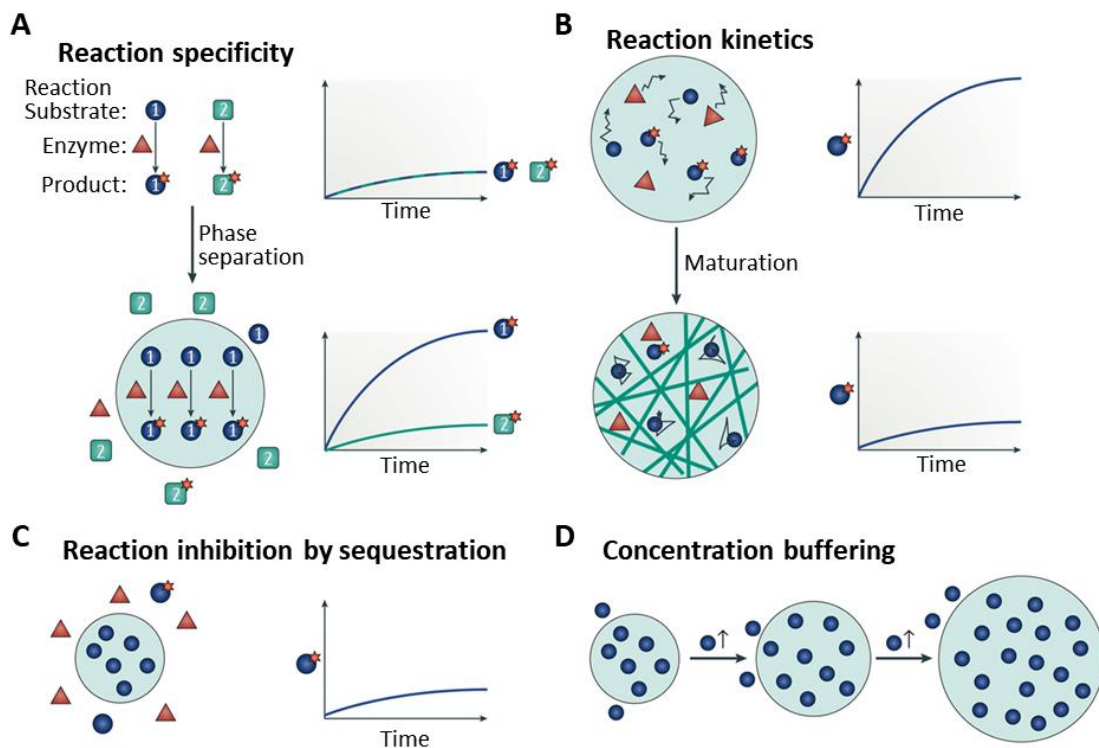 A
Reaction specificity
Reaction
Substrate:
1
2
Enzyme:
Product:
1
2
Time
1
2
Phase
separation
2
2
1
1
1
1
1
1
1
2
2
2
1
2
Time
B
Reaction kinetics
Time
Maturation
Time
C
Reaction inhibition by sequestration
Time
D
Concentration buffering
↑
↑